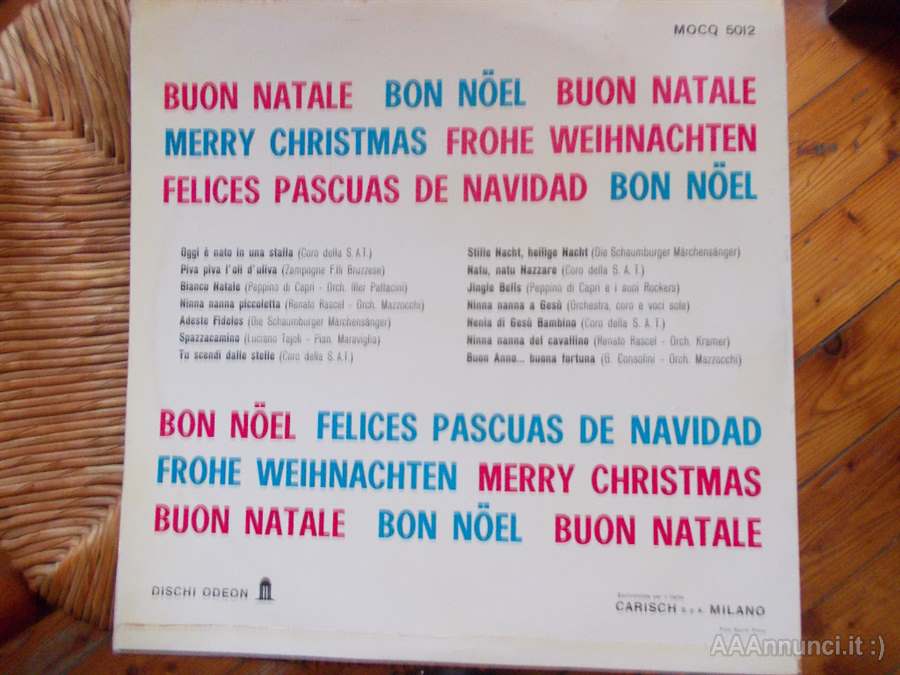 MOCQ 5012
BUON NATALE BON NÖEL BUON NATALE
MERRY CHRISTMAS FROHE WEIHNACHTEN
FELICES PASCUAS DE NAVIDAD BON NÖEL
Oggi è nato in una stalla (Coro della S.A.T.)
Piva piva l'oli d'uliva (Zampogne F.lli Bruzzese)
Bianco Natale (Peppino di Capri - Orch. Iller Pattacini)
Ninna nanna piccoletta (Renato Rascel - Orch. Mazzocchi)
Adeste Fideles (Die Schaumburger Märchensänger)
Spazzacamino (Luciano Tajoli - Pian. Maraviglia)
Tu scendi dalle stelle (Coro della S.A.T.)
Stille Nacht, heilige Nacht (Die Schaumburger Märchensänger)
Natu, natu Nazzare (Coro della S.A.T.)
Jingle Bells (Peppino di Capri e i suoi Rockers)
Ninna nanna a Gesù (Orchestra, coro e voci sole)
Nenia di Gesù Bambino (Coro della S.A.T.)
Ninna nanna del cavallino (Renato Rascel - Orch. Kramer)
Buon Anno... buona fortuna (G. Consolini - Orch. Mazzocchi)
BON NÖEL FELICES PASCUAS DE NAVIDAD
FROHE WEIHNACHTEN MERRY CHRISTMAS
BUON NATALE BON NÖEL BUON NATALE
DISCHI ODEON
CARISCH S.p.A. MILANO
AAAnnunci.it :)